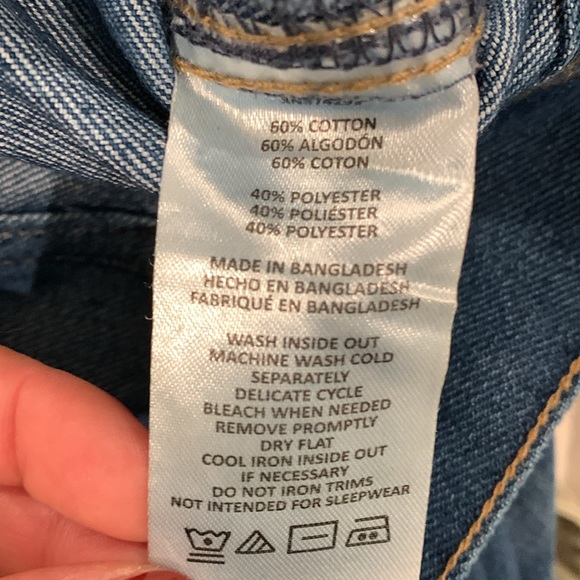 60% COTTON
60% ALGODÓN
60% COTON
40% POLYESTER
40% POLIÉSTER
40% POLYESTER
MADE IN BANGLADESH
HECHO EN BANGLADESH
FABRIQUÉ EN BANGLADESH
WASH INSIDE OUT
MACHINE WASH COLD
SEPARATELY
DELICATE CYCLE
BLEACH WHEN NEEDED
REMOVE PROMPTLY
DRY FLAT
COOL IRON INSIDE OUT
IF NECESSARY
DO NOT IRON TRIMS
NOT INTENDED FOR SLEEPWEAR